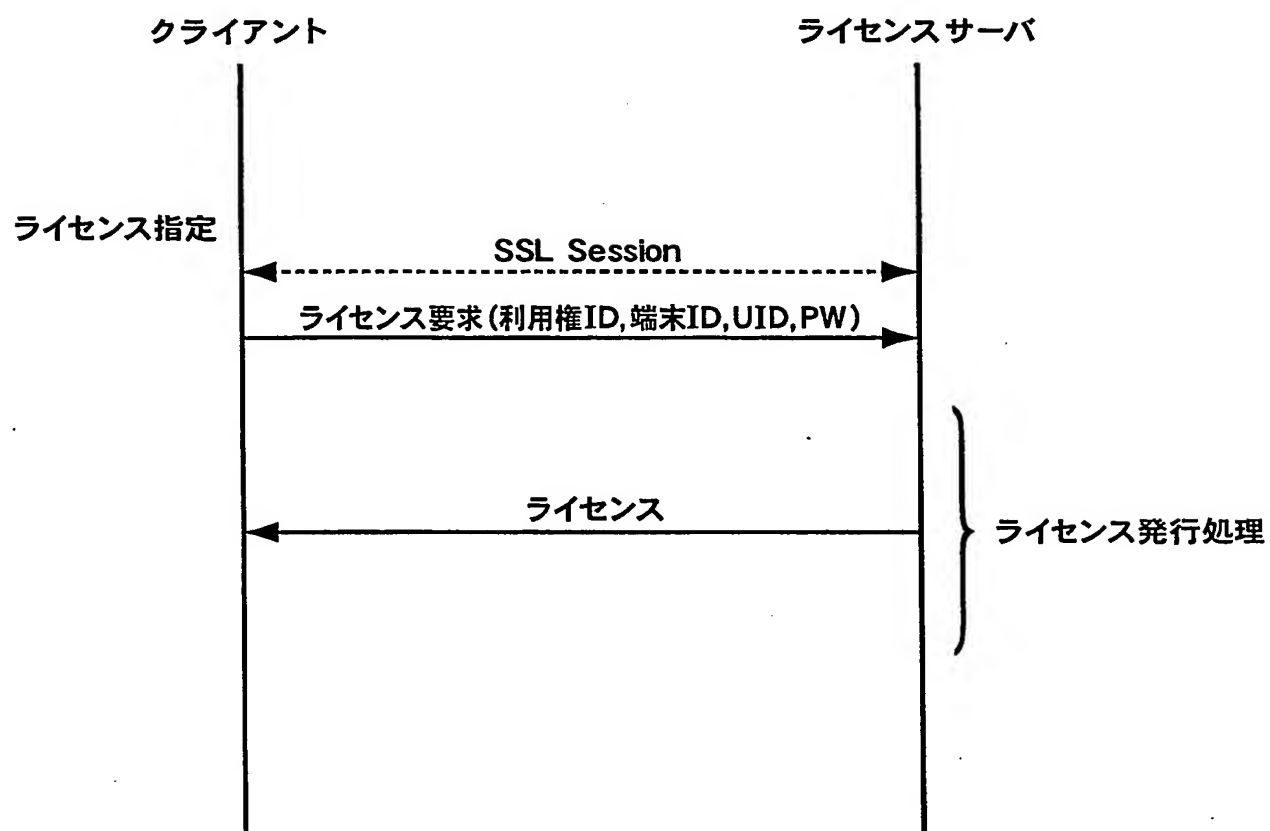 クライアント
ライセンスサーバ
ライセンス指定
SSL Session
ライセンス要求(利用権ID,端末ID,UID,PW)
ライセンス
ライセンス発行処理